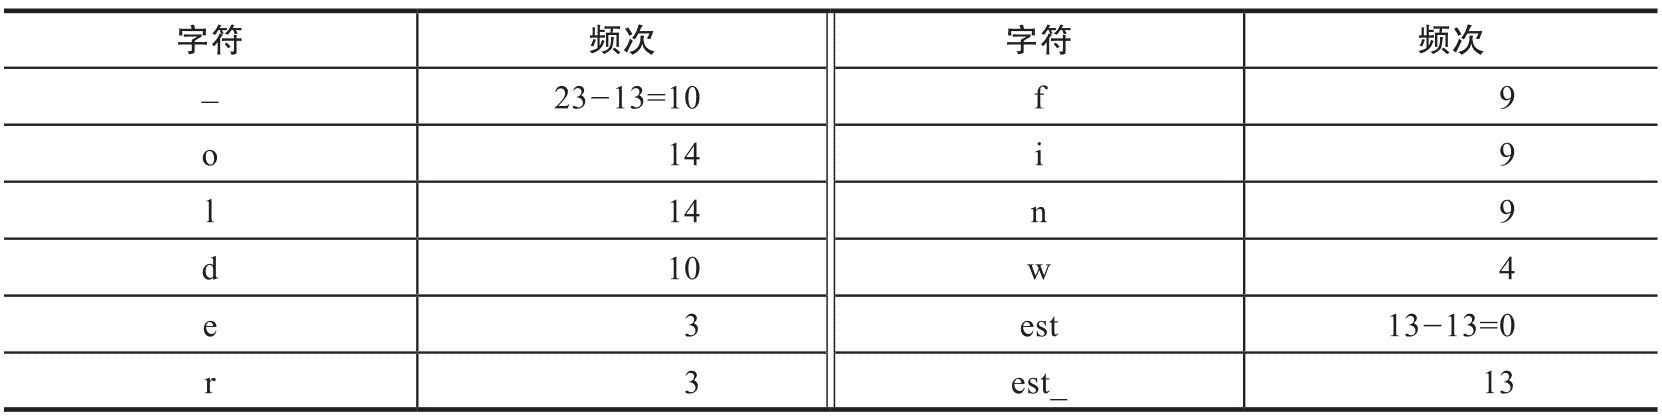 字符 频次 字符 频次
– 23−13=10 f 9
o 14 i 9
l 14 n 9
d 10 w 4
e 3 est 13−13=0
r 3 est_ 13